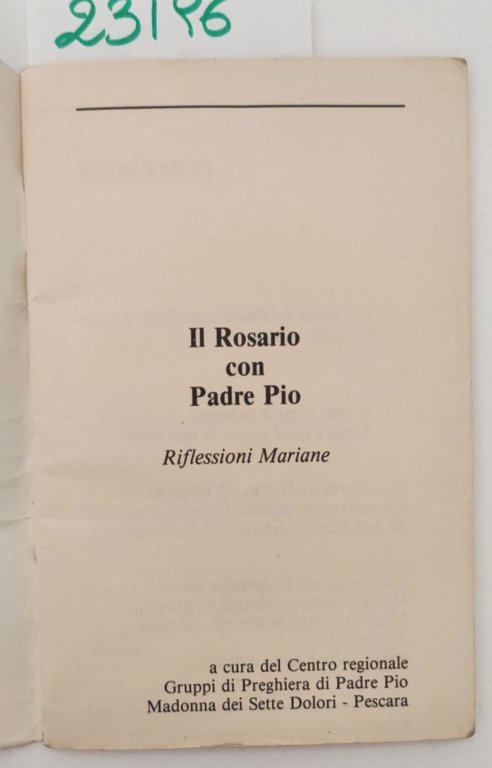 23196
Il Rosario
con
Padre Pio
Riflessioni Mariane
a cura del Centro regionale
Gruppi di Preghiera di Padre Pio
Madonna dei Sette Dolori - Pescara